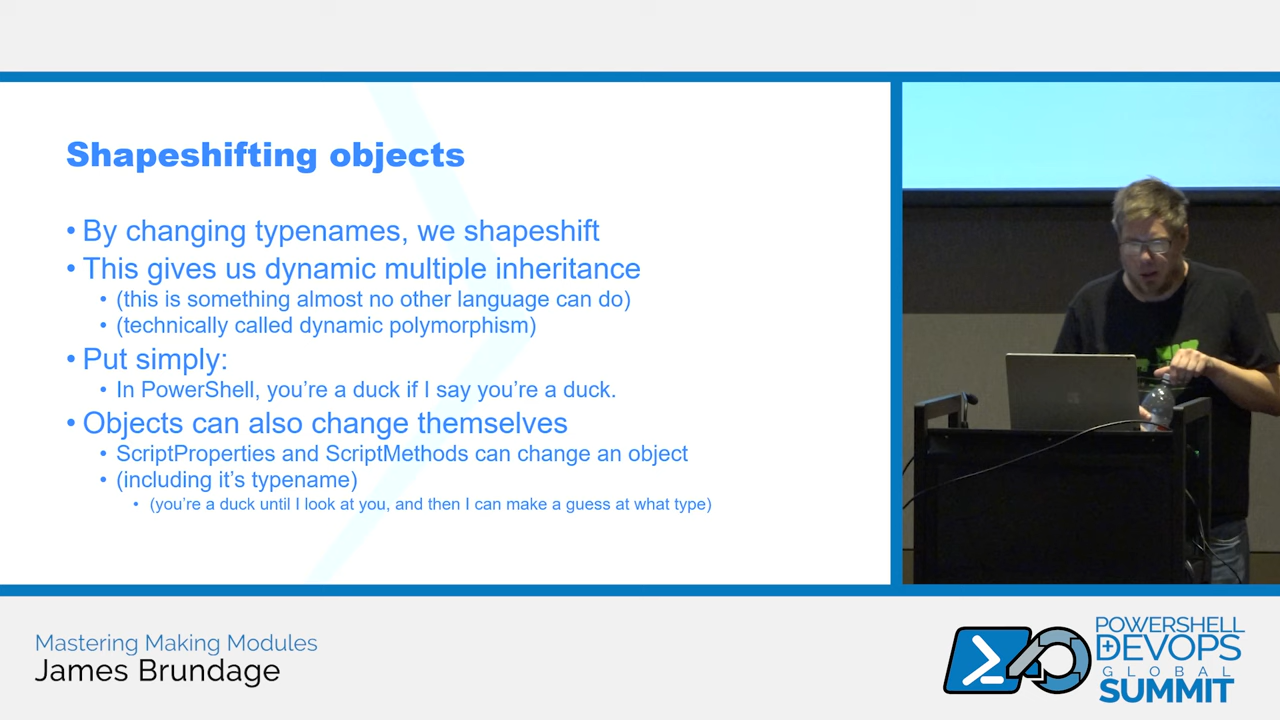 Shapeshifting objects
• By changing typenames, we shapeshift
• This gives us dynamic multiple inheritance
• (this is something almost no other language can do)
• (technically called dynamic polymorphism)
• Put simply:
• In PowerShell, you're a duck if I say you're a duck.
• Objects can also change themselves
• ScriptProperties and ScriptMethods can change an object
• (including it's typename)
• (you're a duck until I look at you, and then I can make a guess at what type)
Mastering Making Modules
James Brundage
POWERSHELL
DEVOPS
GLOBAL
SUMMIT